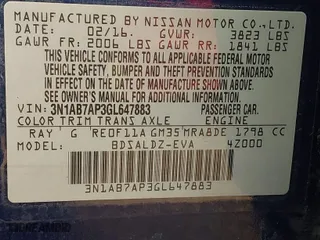 MANUFACTURED BY NISSAN MOTOR CO., LTD.
DATE: 02/16. GVWR: 3823 LBS
GAWR FR: 2006 LBS GAWR RR: 1841 LBS
THIS VEHICLE CONFORMS TO ALL APPLICABLE FEDERAL MOTOR
VEHICLE SAFETY, BUMPER AND THEFT PREVENTION STANDARDS
IN EFFECT ON THE DATE OF MANUFACTURE SHOWN ABOVE.
SEE OWNER'S MANUAL FOR ADDITIONAL INFORMATION
VIN: 3N1AB7AP3GL647883 PASSENGER CAR.
COLOR TRIM TRANS AXLE ENGINE
RAY G RE0F11A GM35 MRA8DE 1798 CC
MODEL: BDSALDZ-EVA 4Z000
3N1AB7AP3GL647883